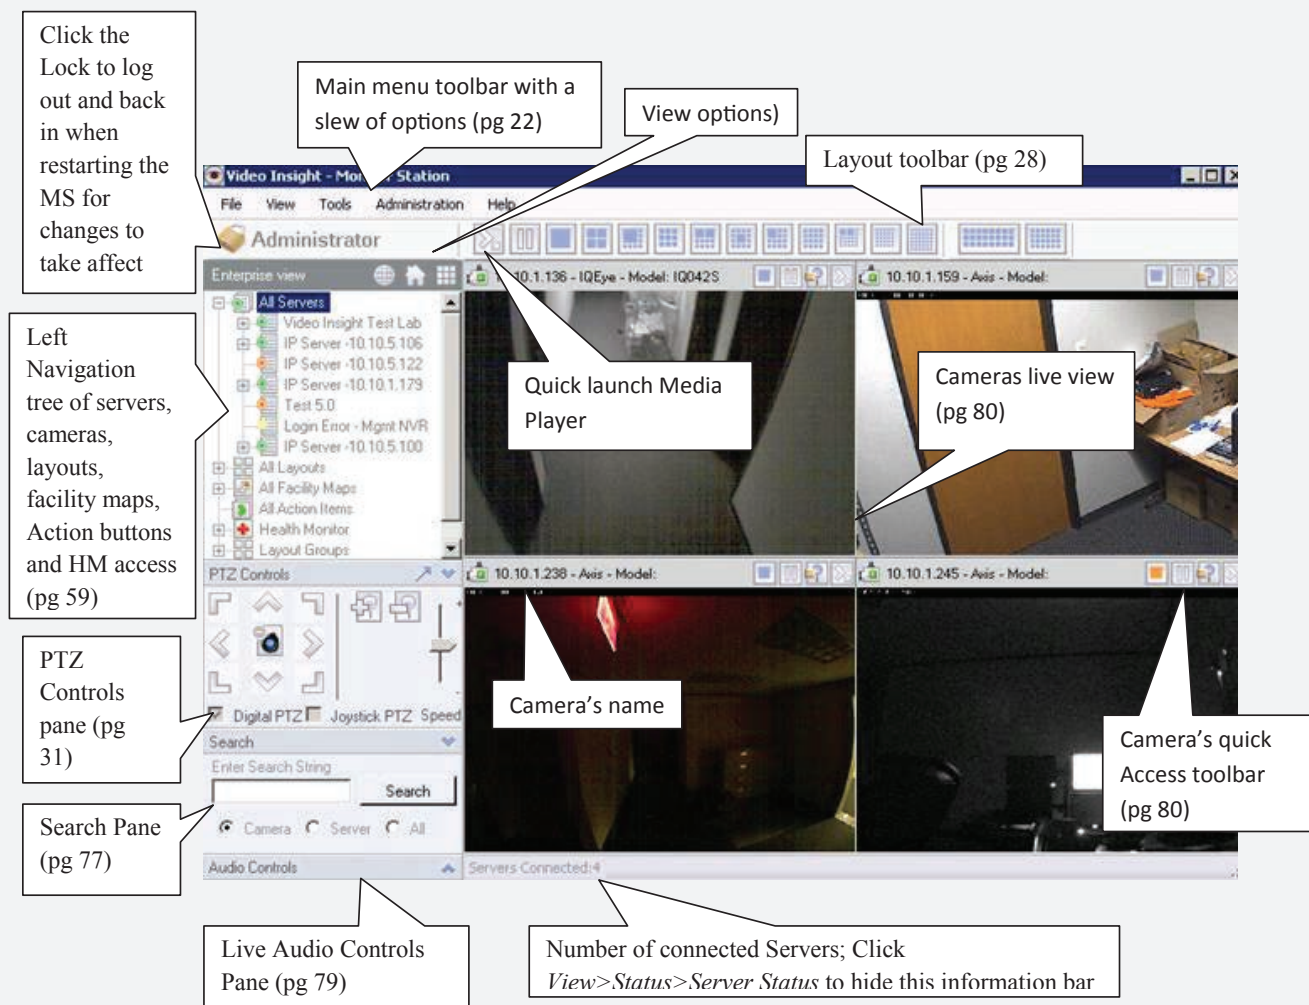 Click the
Lock to log
out and back
in when
restarting the
MS for
changes to
take affect
Main menu toolbar with a
slew of options (pg 22)
View options)
Layout toolbar (pg 28)
Video Insight - Mon r Station
File View Tools Administration Help
Administrator
Enterprise view
10.10.1.136 - IQEye - Model: IQ042S
10.10.1.159 - Axis - Model:
All Servers
Video Insight Test Lab
IP Server -10.10.5.106
IP Server -10.10.5.122
IP Server -10.10.1.179
Test 5.0
Login Error - Mgmt NVR
IP Server -10.10.5.100
All Layouts
All Facility Maps
All Action Items
Health Monitor
Layout Groups
Left
Navigation
tree of servers,
cameras,
layouts,
facility maps,
Action buttons
and HM access
(pg 59)
Quick launch Media
Player
Cameras live view
(pg 80)
PTZ Controls
10.10.1.238 - Axis - Model:
10.10.1.245 - Axis - Model:
PTZ
Controls
pane (pg
31)
Digital PTZ Joystick PTZ Speed
Camera’s name
Camera’s quick
Access toolbar
(pg 80)
Search
Enter Search String
Search
Camera Server All
Search Pane
(pg 77)
Audio Controls
Servers Connected:4
Live Audio Controls
Pane (pg 79)
Number of connected Servers; Click
View>Status>Server Status to hide this information bar